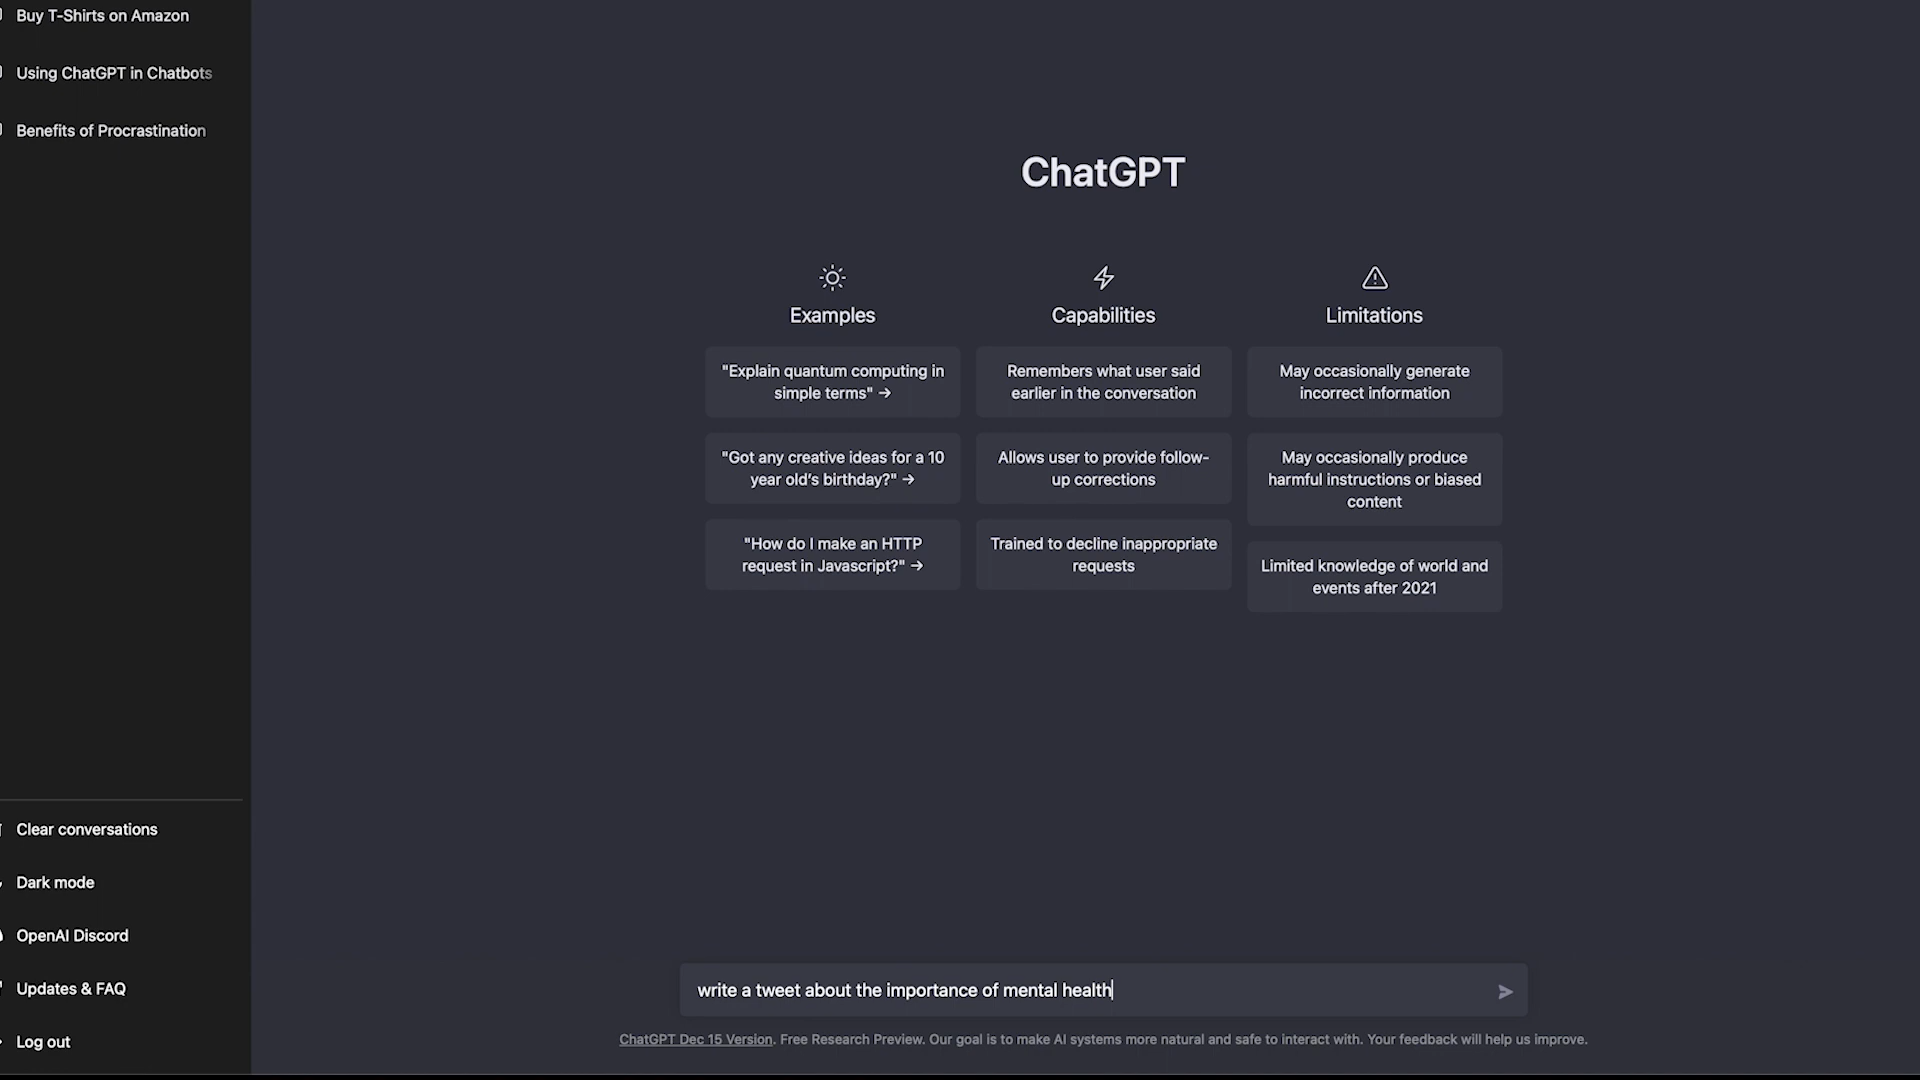 Buy T-Shirts on Amazon
Using ChatGPT in Chatbots
Benefits of Procrastination
Clear conversations
Dark mode
OpenAI Discord
Updates & FAQ
Log out
ChatGPT
Examples
"Explain quantum computing in
simple terms" →
"Got any creative ideas for a 10
year old's birthday?" →
"How do I make an HTTP
request in Javascript?" →
Capabilities
Remembers what user said
earlier in the conversation
Allows user to provide follow-
up corrections
Trained to decline inappropriate
requests
Limitations
May occasionally generate
incorrect information
May occasionally produce
harmful instructions or biased
content
Limited knowledge of world and
events after 2021
write a tweet about the importance of mental health
ChatGPT Dec 15 Version. Free Research Preview. Our goal is to make AI systems more natural and safe to interact with. Your feedback will help us improve.